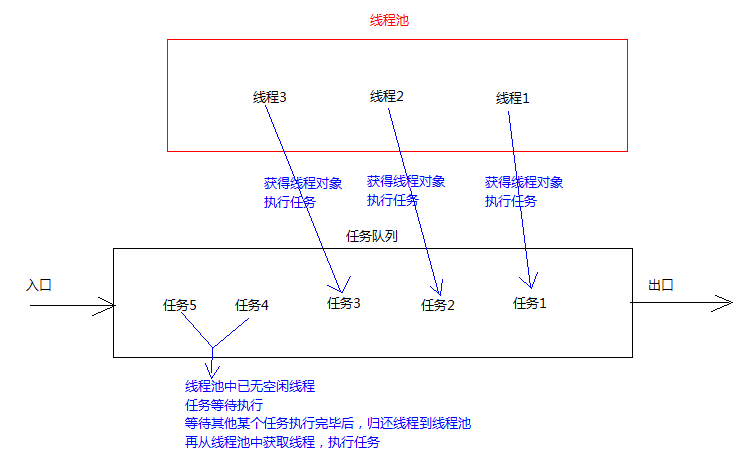 线程池
线程3
线程2
线程1
获得线程对象
执行任务
获得线程对象
执行任务
获得线程对象
执行任务
任务队列
入口
出口
任务5
任务4
任务3
任务2
任务1
线程池中已无空闲线程
任务等待执行
等待其他某个任务执行完毕后，归还线程到线程池
再从线程池中获取线程，执行任务